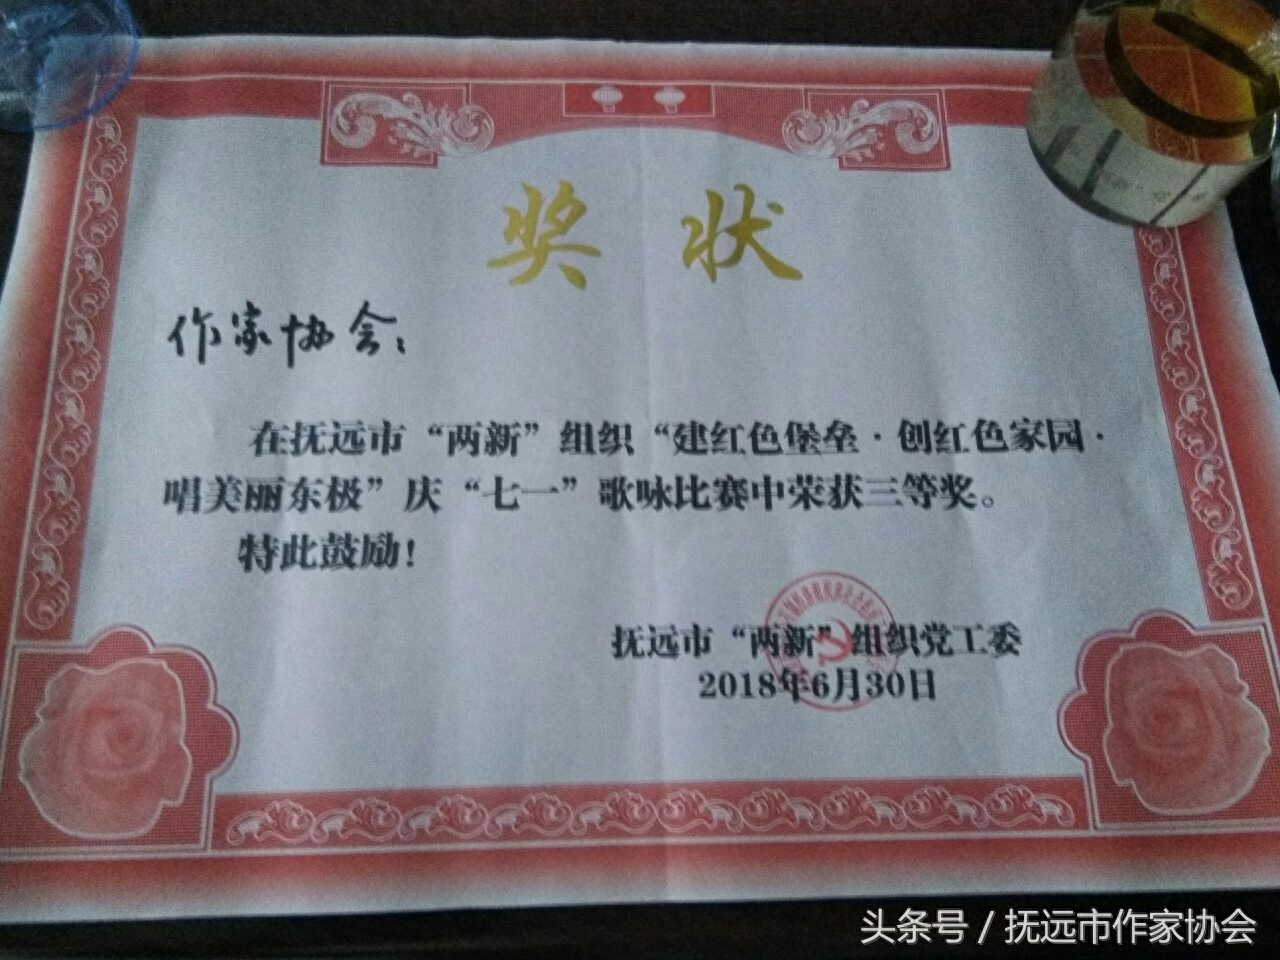 奖状
作家协会：
在抚远市“两新”组织“建红色堡垒·创红色家园·
唱美丽东极”庆“七一”歌咏比赛中荣获三等奖。
特此鼓励！
抚远市“两新”组织党工委
2018年6月30日
头条号 / 抚远市作家协会